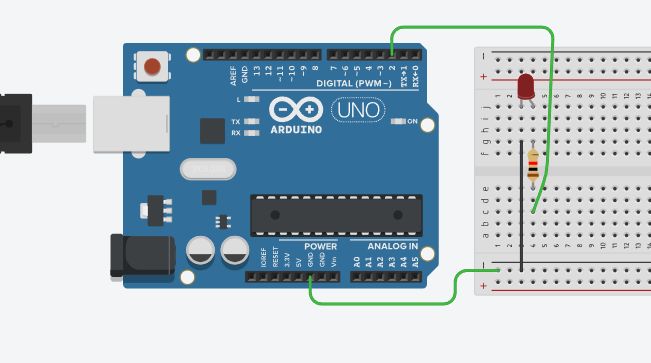 AREF
GND
13
12
~11
~10
~9
8
7
~6
~5
4
~3
2
TX→1
RX←0
DIGITAL (PWM~)
L
TX
RX
ARDUINO
UNO
ON
POWER
ANALOG IN
IOREF
RESET
3.3V
5V
GND
GND
Vin
A0
A1
A2
A3
A4
A5
j
i
h
g
f
e
d
c
b
a